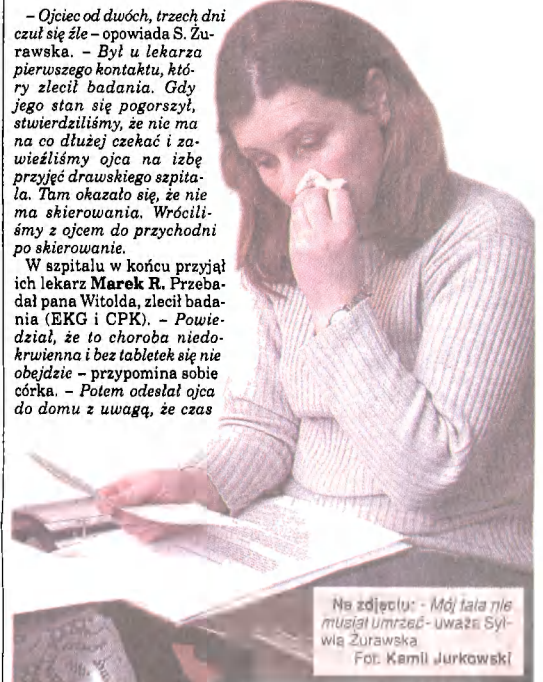 – Ojciec od dwóch, trzech dni
czuł się źle – opowiada S. Żu-
rawska. – Był u lekarza
pierwszego kontaktu, któ-
ry zlecił badania. Gdy
jego stan się pogorszył,
stwierdziliśmy, że nie ma
na co dłużej czekać i za-
wieźliśmy ojca na izbę
przyjęć drawskiego szpita-
la. Tam okazało się, że nie
ma skierowania. Wrócili-
śmy z ojcem do przychodni
po skierowanie.
W szpitalu w końcu przyjął
ich lekarz Marek R. Przeba-
dał pana Witolda, zlecił bada-
nia (EKG i CPK). – Powie-
dział, że to choroba niedo-
krwienna i bez tabletek się nie
obejdzie – przypomina sobie
córka. – Potem odesłał ojca
do domu z uwagą, że czas
Na zdjęciu: - Mój tata nie
musiał umrzeć - uważa Syl-
wia Żurawska
Fot. Kamil Jurkowski